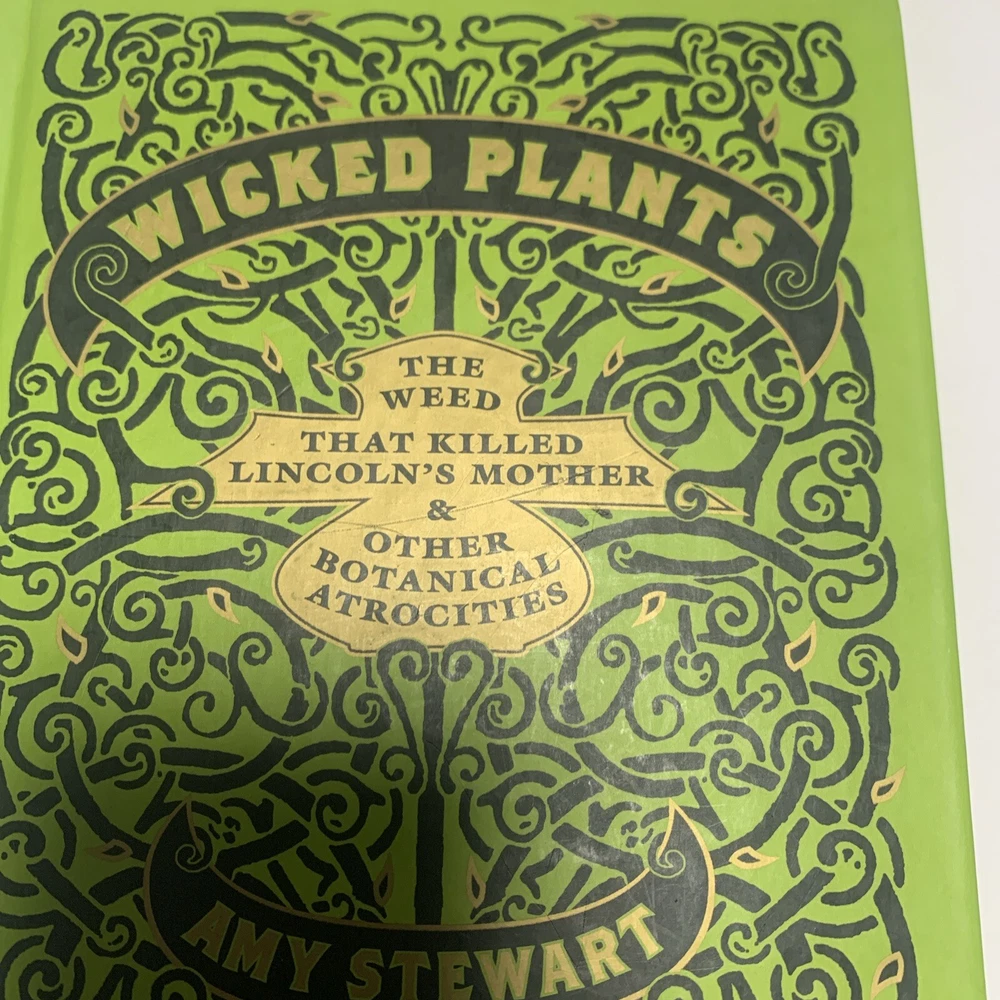 WICKED PLANTS
THE
WEED
THAT KILLED
LINCOLN'S MOTHER
&
OTHER
BOTANICAL
ATROCITIES
AMY STEWART